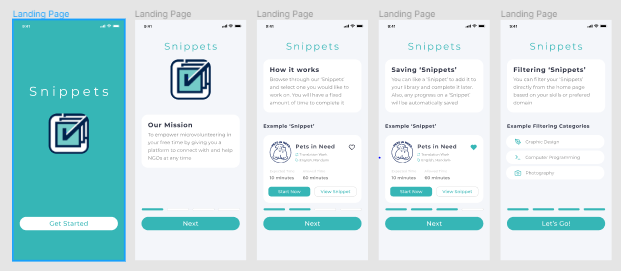 Landing Page
9:41
Snippets
Get Started
Landing Page
9:41
Snippets
Our Mission
To empower microvolunteering in
your free time by giving you a
platform to connect with and help
NGOs at any time
Next
Landing Page
9:41
Snippets
How it works
Browse through our 'Snippets'
and select one you would like to
work on. You will have a fixed
amount of time to complete it
Example 'Snippet'
Pets in Need
10 minutes
60 minutes
Start Now
View Snippet
Next
Landing Page
9:41
Snippets
Saving 'Snippets'
You can like a 'Snippet' to add it to
your library and complete it later.
Also, any progress on a 'Snippet'
will be automatically saved
Example 'Snippet'
Pets in Need
10 minutes
60 minutes
Start Now
View Snippet
Next
Landing Page
9:41
Snippets
Filtering 'Snippets'
You can filter your 'Snippets'
directly from the Home page
based on your skills or prefered
domain
Example Filtering Categories
Graphic Design
Computer Programming
Photography
Let's Go!